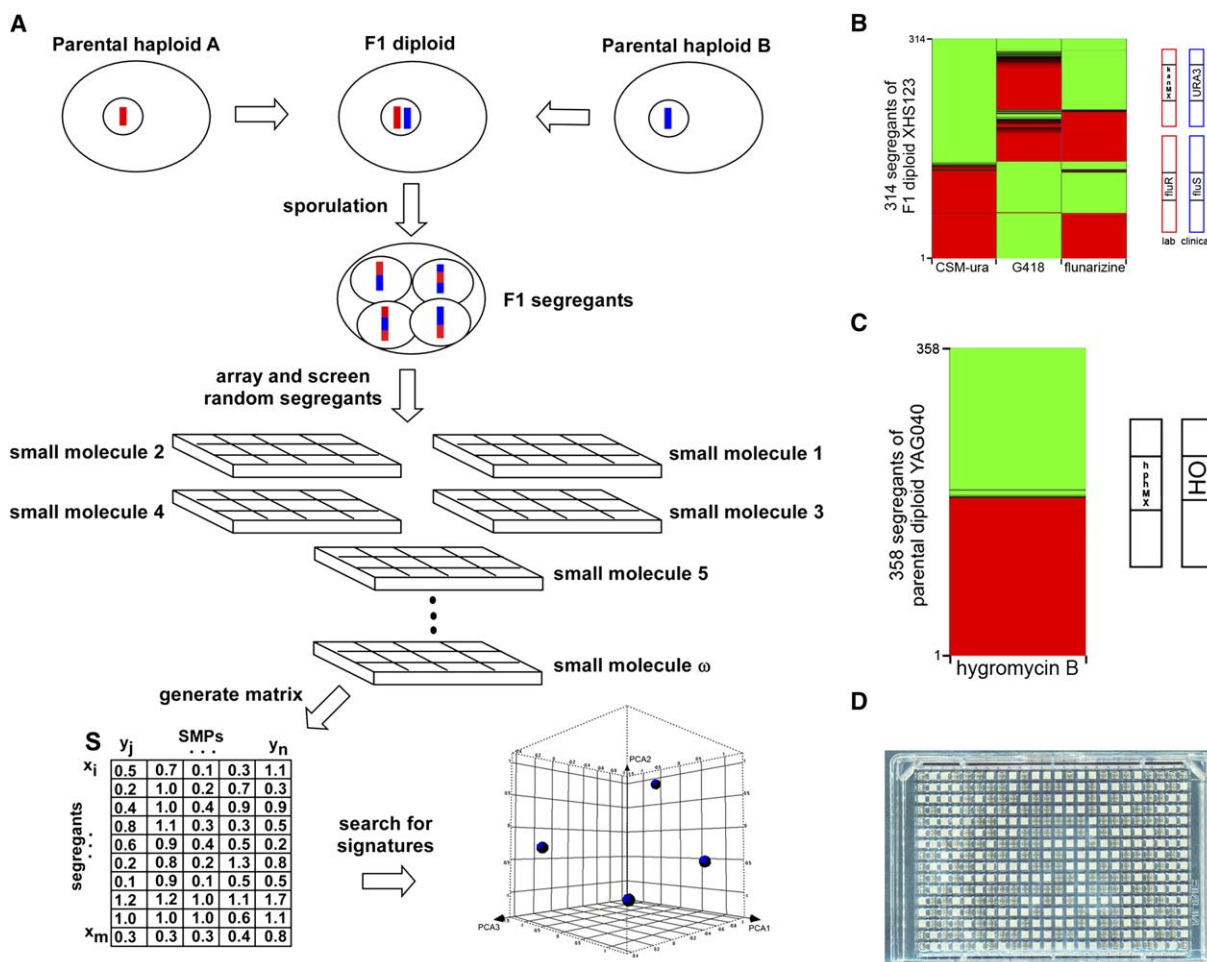 A
Parental haploid A
F1 diploid
Parental haploid B
sporulation
F1 segregants
array and screen
random segregants
small molecule 2
small molecule 1
small molecule 4
small molecule 3
small molecule 5
small molecule ω
generate matrix
S
SMPs
y_j . . . y_n
x_i
0.5 0.7 0.1 0.3 1.1
0.2 1.0 0.2 0.7 0.3
0.4 1.0 0.4 0.9 0.9
0.8 1.1 0.3 0.3 0.5
0.6 0.9 0.4 0.5 0.2
0.2 0.8 0.2 1.3 0.8
0.1 0.9 0.1 0.5 0.5
1.2 1.2 1.0 1.1 1.7
1.0 1.0 1.0 0.6 1.1
x_m 0.3 0.3 0.3 0.4 0.8
segregants
. . .
search for
signatures
PCA2
PCA3
PCA1
B
314
314 segregants of
F1 diploid XHS123
1
CSM-ura G418 flunarizine
kanMX
URA3
fluR
fluS
lab clinical
C
358
358 segregants of
parental diploid YAG040
1
hygromycin B
hphMX
HO
D